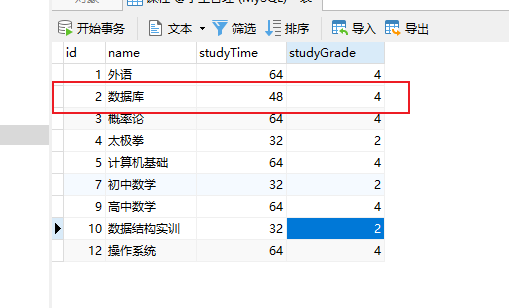 开始事务 文本 筛选 排序 导入 导出
id name studyTime studyGrade
1 外语 64 4
2 数据库 48 4
3 概率论 64 4
4 太极拳 32 2
5 计算机基础 64 4
7 初中数学 32 2
9 高中数学 64 4
10 数据结构实训 32 2
12 操作系统 64 4